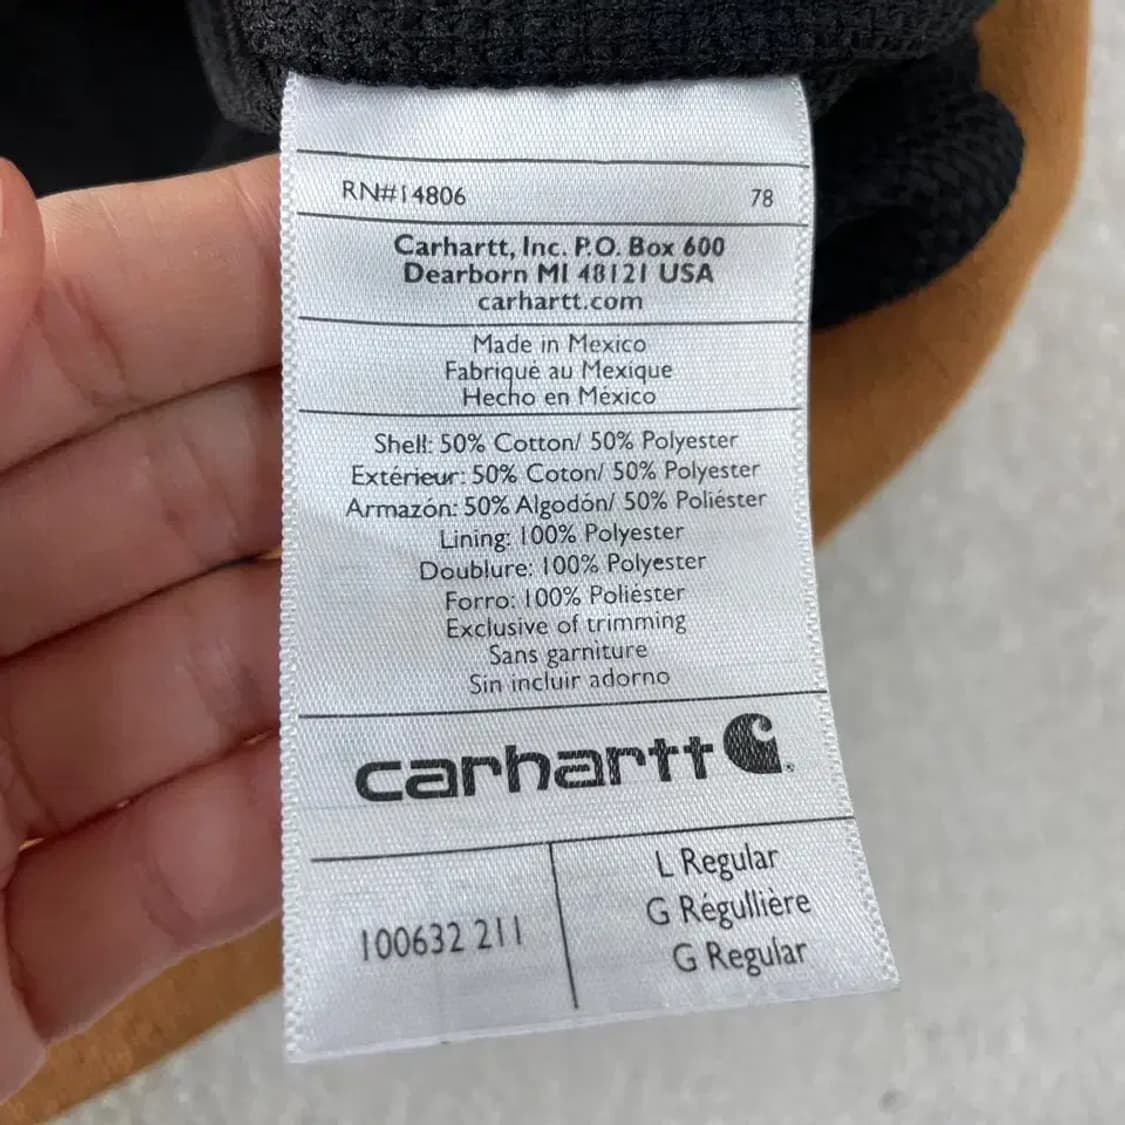 RN#14806 78
Carhartt, Inc. P.O. Box 600
Dearborn MI 48121 USA
carhartt.com
Made in Mexico
Fabriqué au Mexique
Hecho en México
Shell: 50% Cotton/ 50% Polyester
Extérieur: 50% Coton/ 50% Polyester
Armazón: 50% Algodón/ 50% Poliéster
Lining: 100% Polyester
Doublure: 100% Polyester
Forro: 100% Poliéster
Exclusive of trimming
Sans garniture
Sin incluir adorno
carhartt
100632 211
L Regular
G Régullière
G Regular